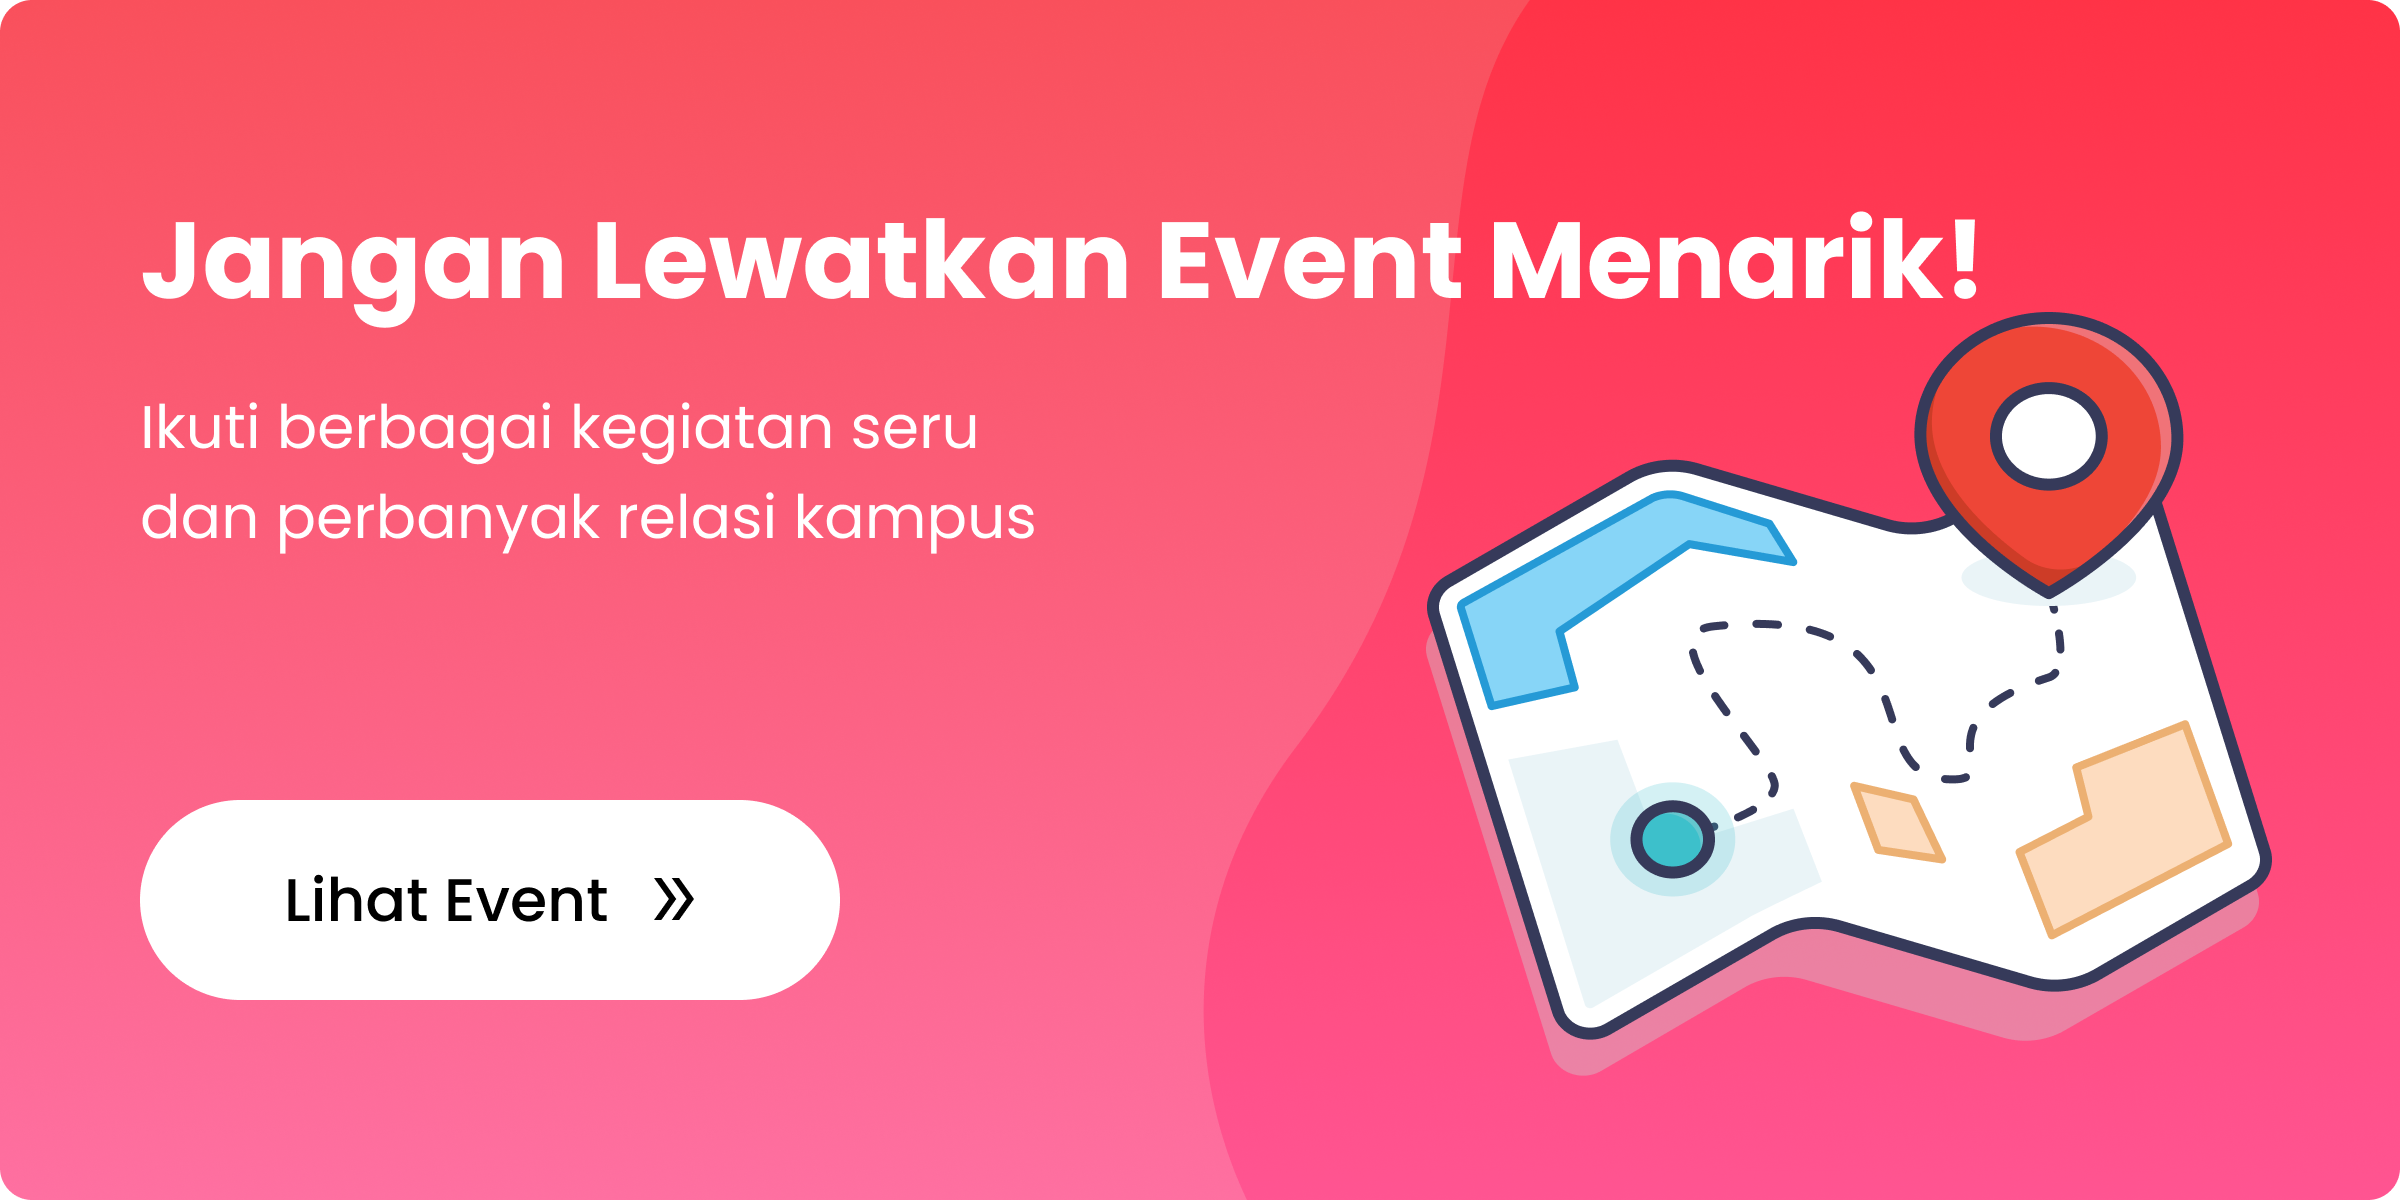 Jangan Lewatkan Event Menarik!
Ikuti berbagai kegiatan seru
dan perbanyak relasi kampus
Lihat Event »